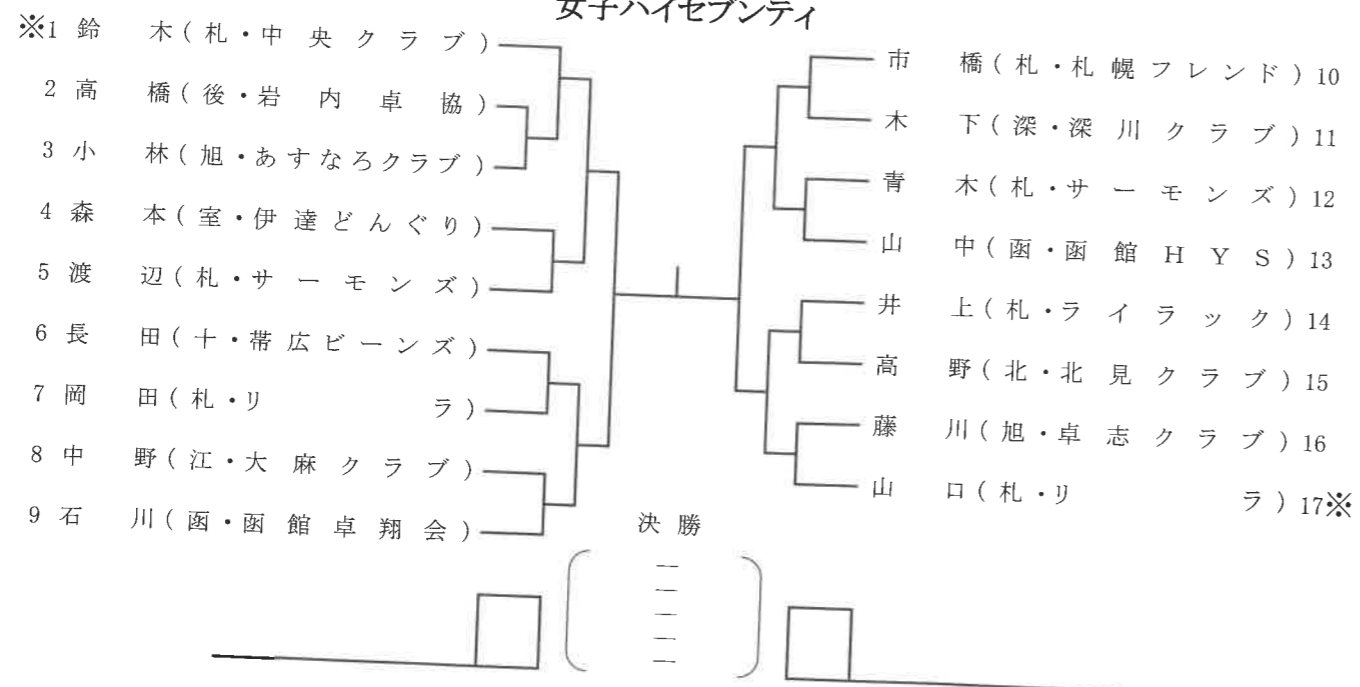 女子ハイセブンティ
※1 鈴 木(札・中央クラブ)
2 高 橋(後・岩内卓協)
3 小 林(旭・あすなろクラブ)
4 森 本(室・伊達どんぐり)
5 渡 辺(札・サーモンズ)
6 長 田(十・帯広ビーンズ)
7 岡 田(札・リラ)
8 中 野(江・大麻クラブ)
9 石 川(函・函館卓翔会)
市 橋(札・札幌フレンド)10
木 下(深・深川クラブ)11
青 木(札・サーモンズ)12
山 中(函・函館HYS)13
井 上(札・ライラック)14
高 野(北・北見クラブ)15
藤 川(旭・卓志クラブ)16
山 口(札・リラ)17※
決勝
―
―
―
―
―